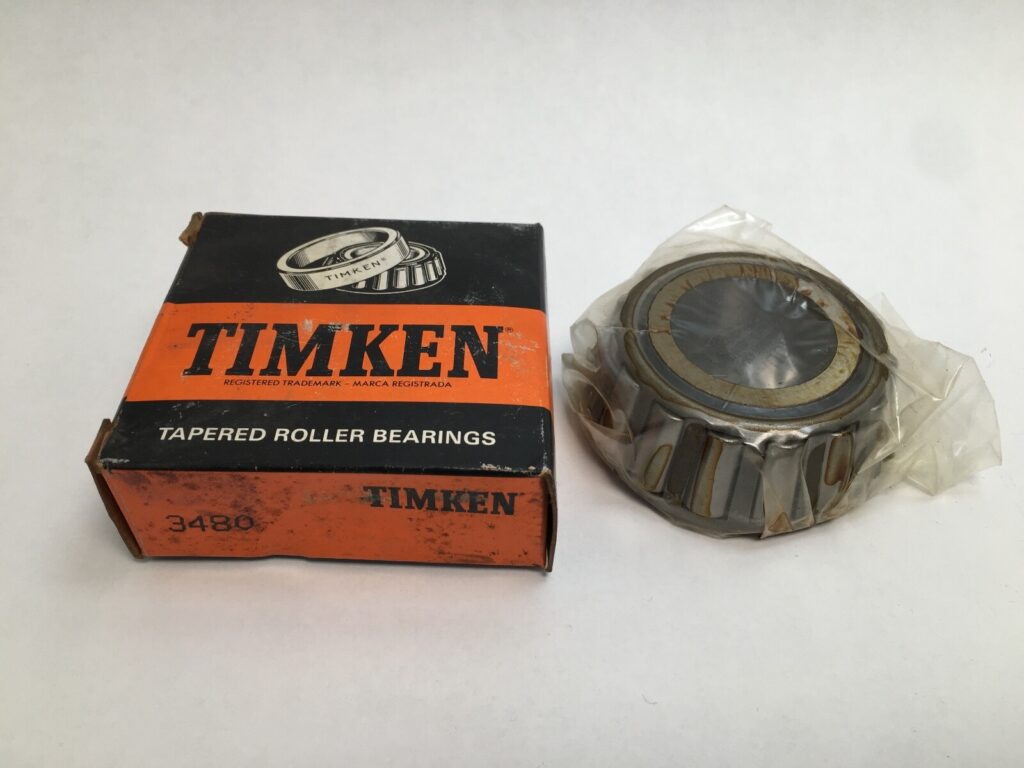 TIMKEN®
TIMKEN®
REGISTERED TRADEMARK – MARCA REGISTRADA
TAPERED ROLLER BEARINGS
TIMKEN®
3480